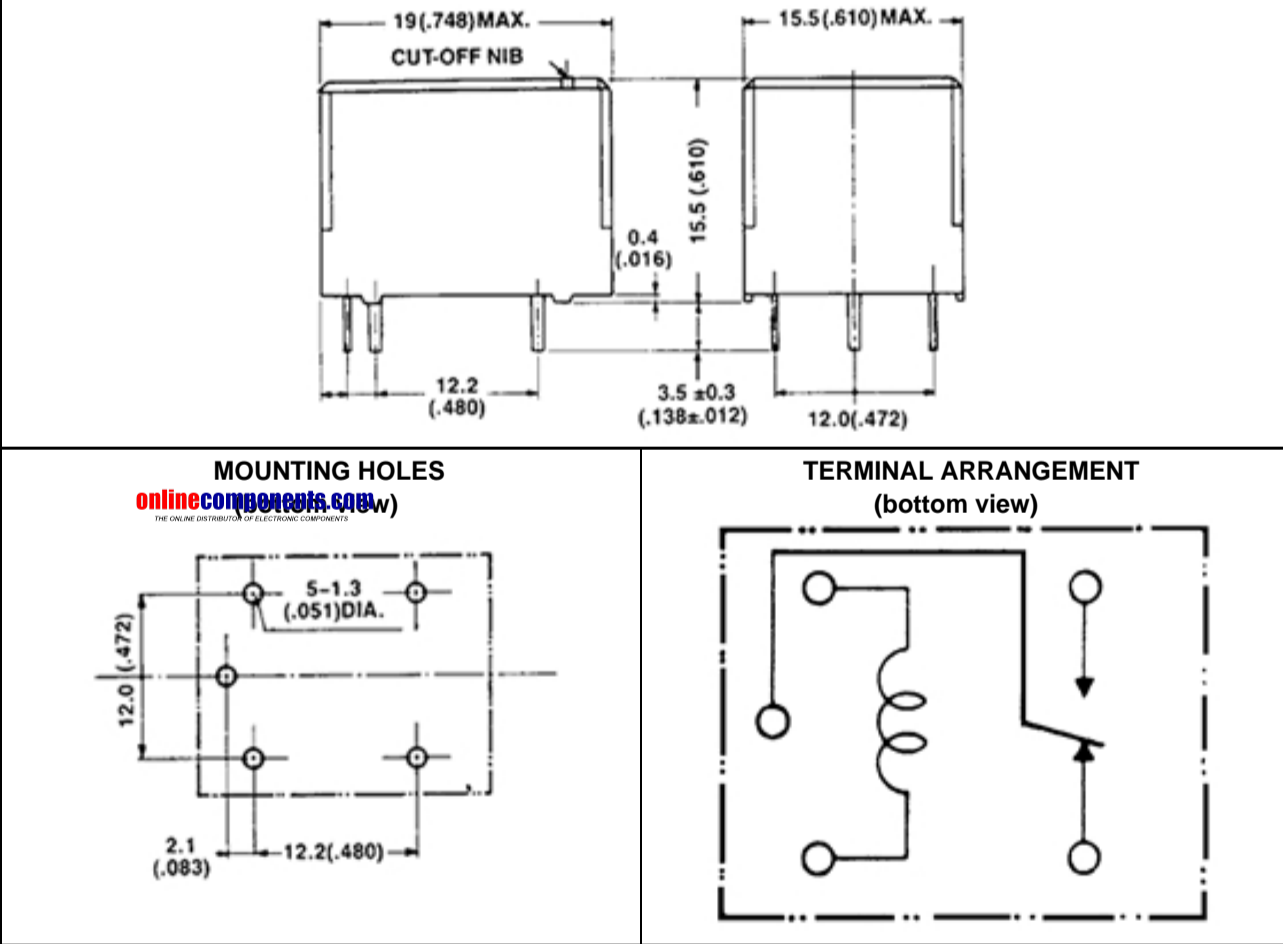 19(.748)MAX.
15.5(.610)MAX.
CUT-OFF NIB
15.5 (.610)
0.4
(.016)
12.2
(.480)
3.5 ±0.3
(.138±.012)
12.0(.472)
MOUNTING HOLES
(bottom view)
onlinecomponents.com
THE ONLINE DISTRIBUTOR OF ELECTRONIC COMPONENTS
5-1.3
(.051)DIA.
12.0 (.472)
2.1
(.083)
12.2(.480)
TERMINAL ARRANGEMENT
(bottom view)